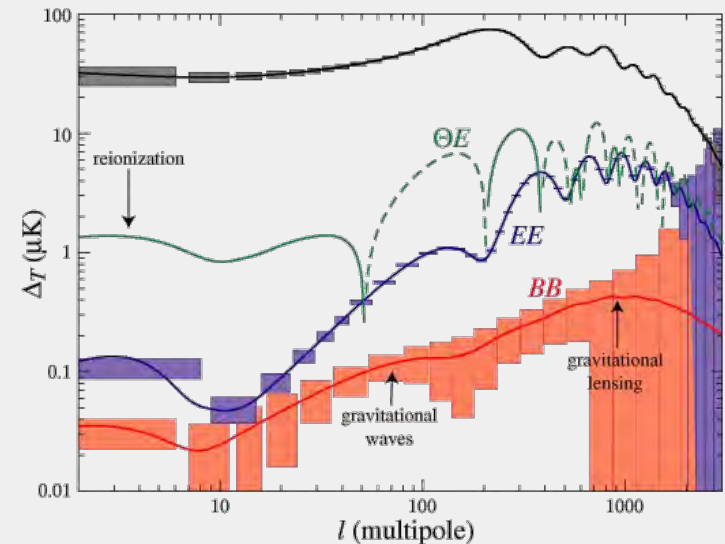 100
10
1
0.1
0.01
Δ_T (μK)
reionization
ΘE
EE
BB
gravitational
waves
gravitational
lensing
10
100
1000
l (multipole)